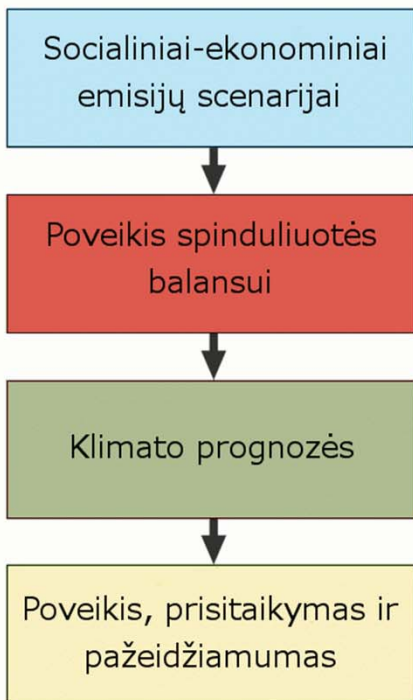 Socialiniai-ekonominiai
emisijų scenarijai
Poveikis spinduliuotės
balansui
Klimato prognozės
Poveikis, prisitaikymas ir
pažeidžiamumas